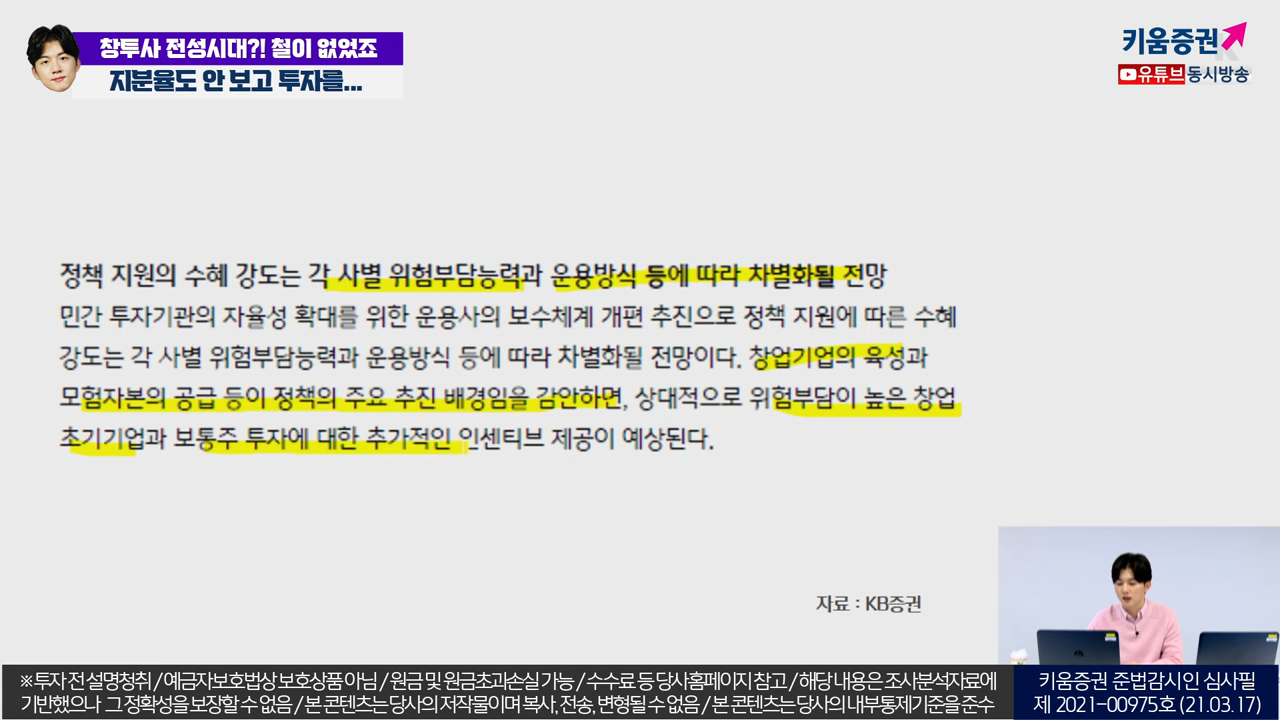 창투사 전성시대?! 철이 없었죠
지분율도 안 보고 투자를...
키움증권
유튜브 동시방송
정책 지원의 수혜 강도는 각 사별 위험부담능력과 운용방식 등에 따라 차별화될 전망
민간 투자기관의 자율성 확대를 위한 운용사의 보수체계 개편 추진으로 정책 지원에 따른 수혜
강도는 각 사별 위험부담능력과 운용방식 등에 따라 차별화될 전망이다. 창업기업의 육성과
모험자본의 공급 등이 정책의 주요 추진 배경임을 감안하면, 상대적으로 위험부담이 높은 창업
초기기업과 보통주 투자에 대한 추가적인 인센티브 제공이 예상된다.
자료 : KB증권
※ 투자 전 설명청취 / 예금자보호법상 보호상품 아님 / 원금 및 원금초과손실 가능 / 수수료 등 당사홈페이지 참고 / 해당 내용은 조사분석자료에
기반했으나 그 정확성을 보장할 수 없음 / 본 콘텐츠는 당사의 저작물이며 복사, 전송, 변형될 수 없음 / 본 콘텐츠는 당사의 내부통제기준을 준수
키움증권 준법감시인 심사필
제 2021-00975호 (21.03.17)